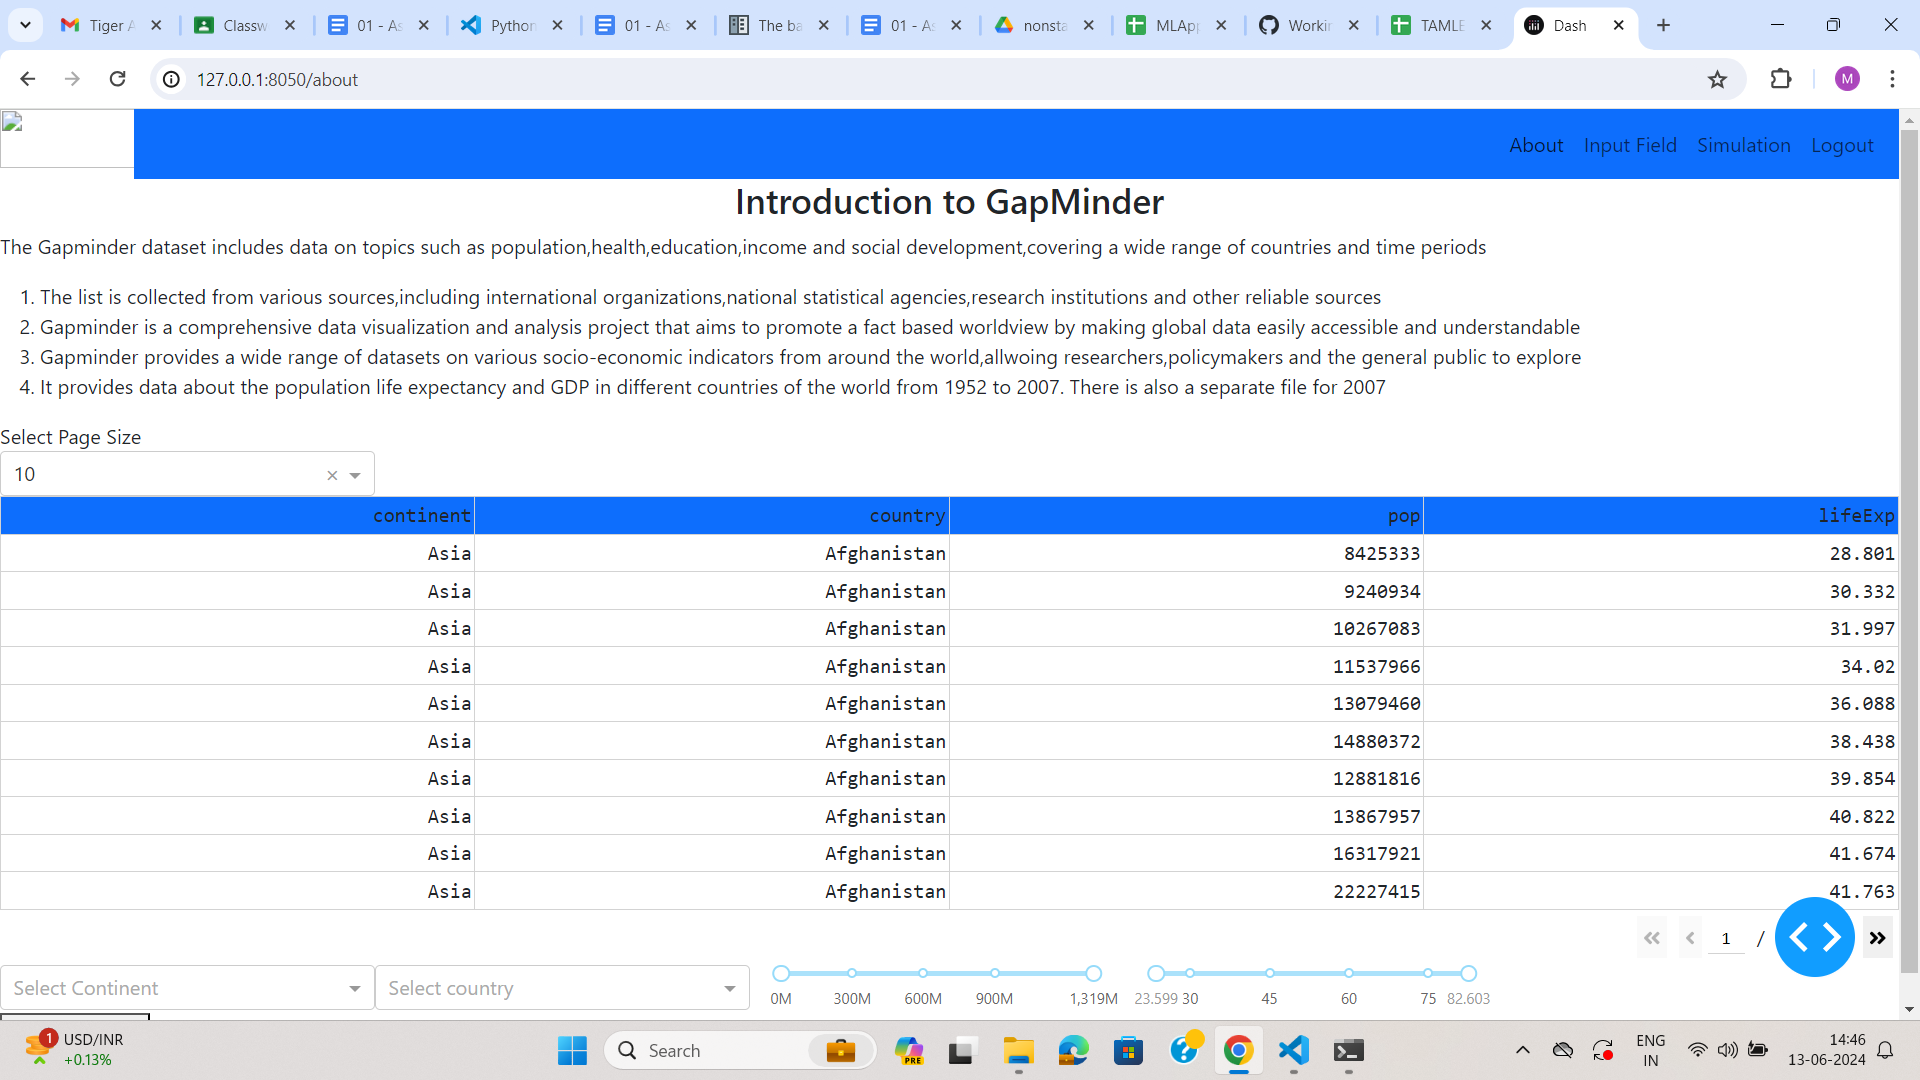 Tiger A
Classw
01 - As
Python
01 - As
The ba
01 - As
nonsta
MLApp
Workin
TAMLE
Dash
127.0.0.1:8050/about
M
About Input Field Simulation Logout
Introduction to GapMinder
The Gapminder dataset includes data on topics such as population,health,education,income and social development,covering a wide range of countries and time periods
1. The list is collected from various sources,including international organizations,national statistical agencies,research institutions and other reliable sources
2. Gapminder is a comprehensive data visualization and analysis project that aims to promote a fact based worldview by making global data easily accessible and understandable
3. Gapminder provides a wide range of datasets on various socio-economic indicators from around the world,allwoing researchers,policymakers and the general public to explore
4. It provides data about the population life expectancy and GDP in different countries of the world from 1952 to 2007. There is also a separate file for 2007
Select Page Size
10
continent country pop lifeExp
Asia Afghanistan 8425333 28.801
Asia Afghanistan 9240934 30.332
Asia Afghanistan 10267083 31.997
Asia Afghanistan 11537966 34.02
Asia Afghanistan 13079460 36.088
Asia Afghanistan 14880372 38.438
Asia Afghanistan 12881816 39.854
Asia Afghanistan 13867957 40.822
Asia Afghanistan 16317921 41.674
Asia Afghanistan 22227415 41.763
1 /
Select Continent Select country
0M 300M 600M 900M 1,319M 23.599 30 45 60 75 82.603
1
USD/INR
+0.13%
Search
PRE
ENG
IN
14:46
13-06-2024